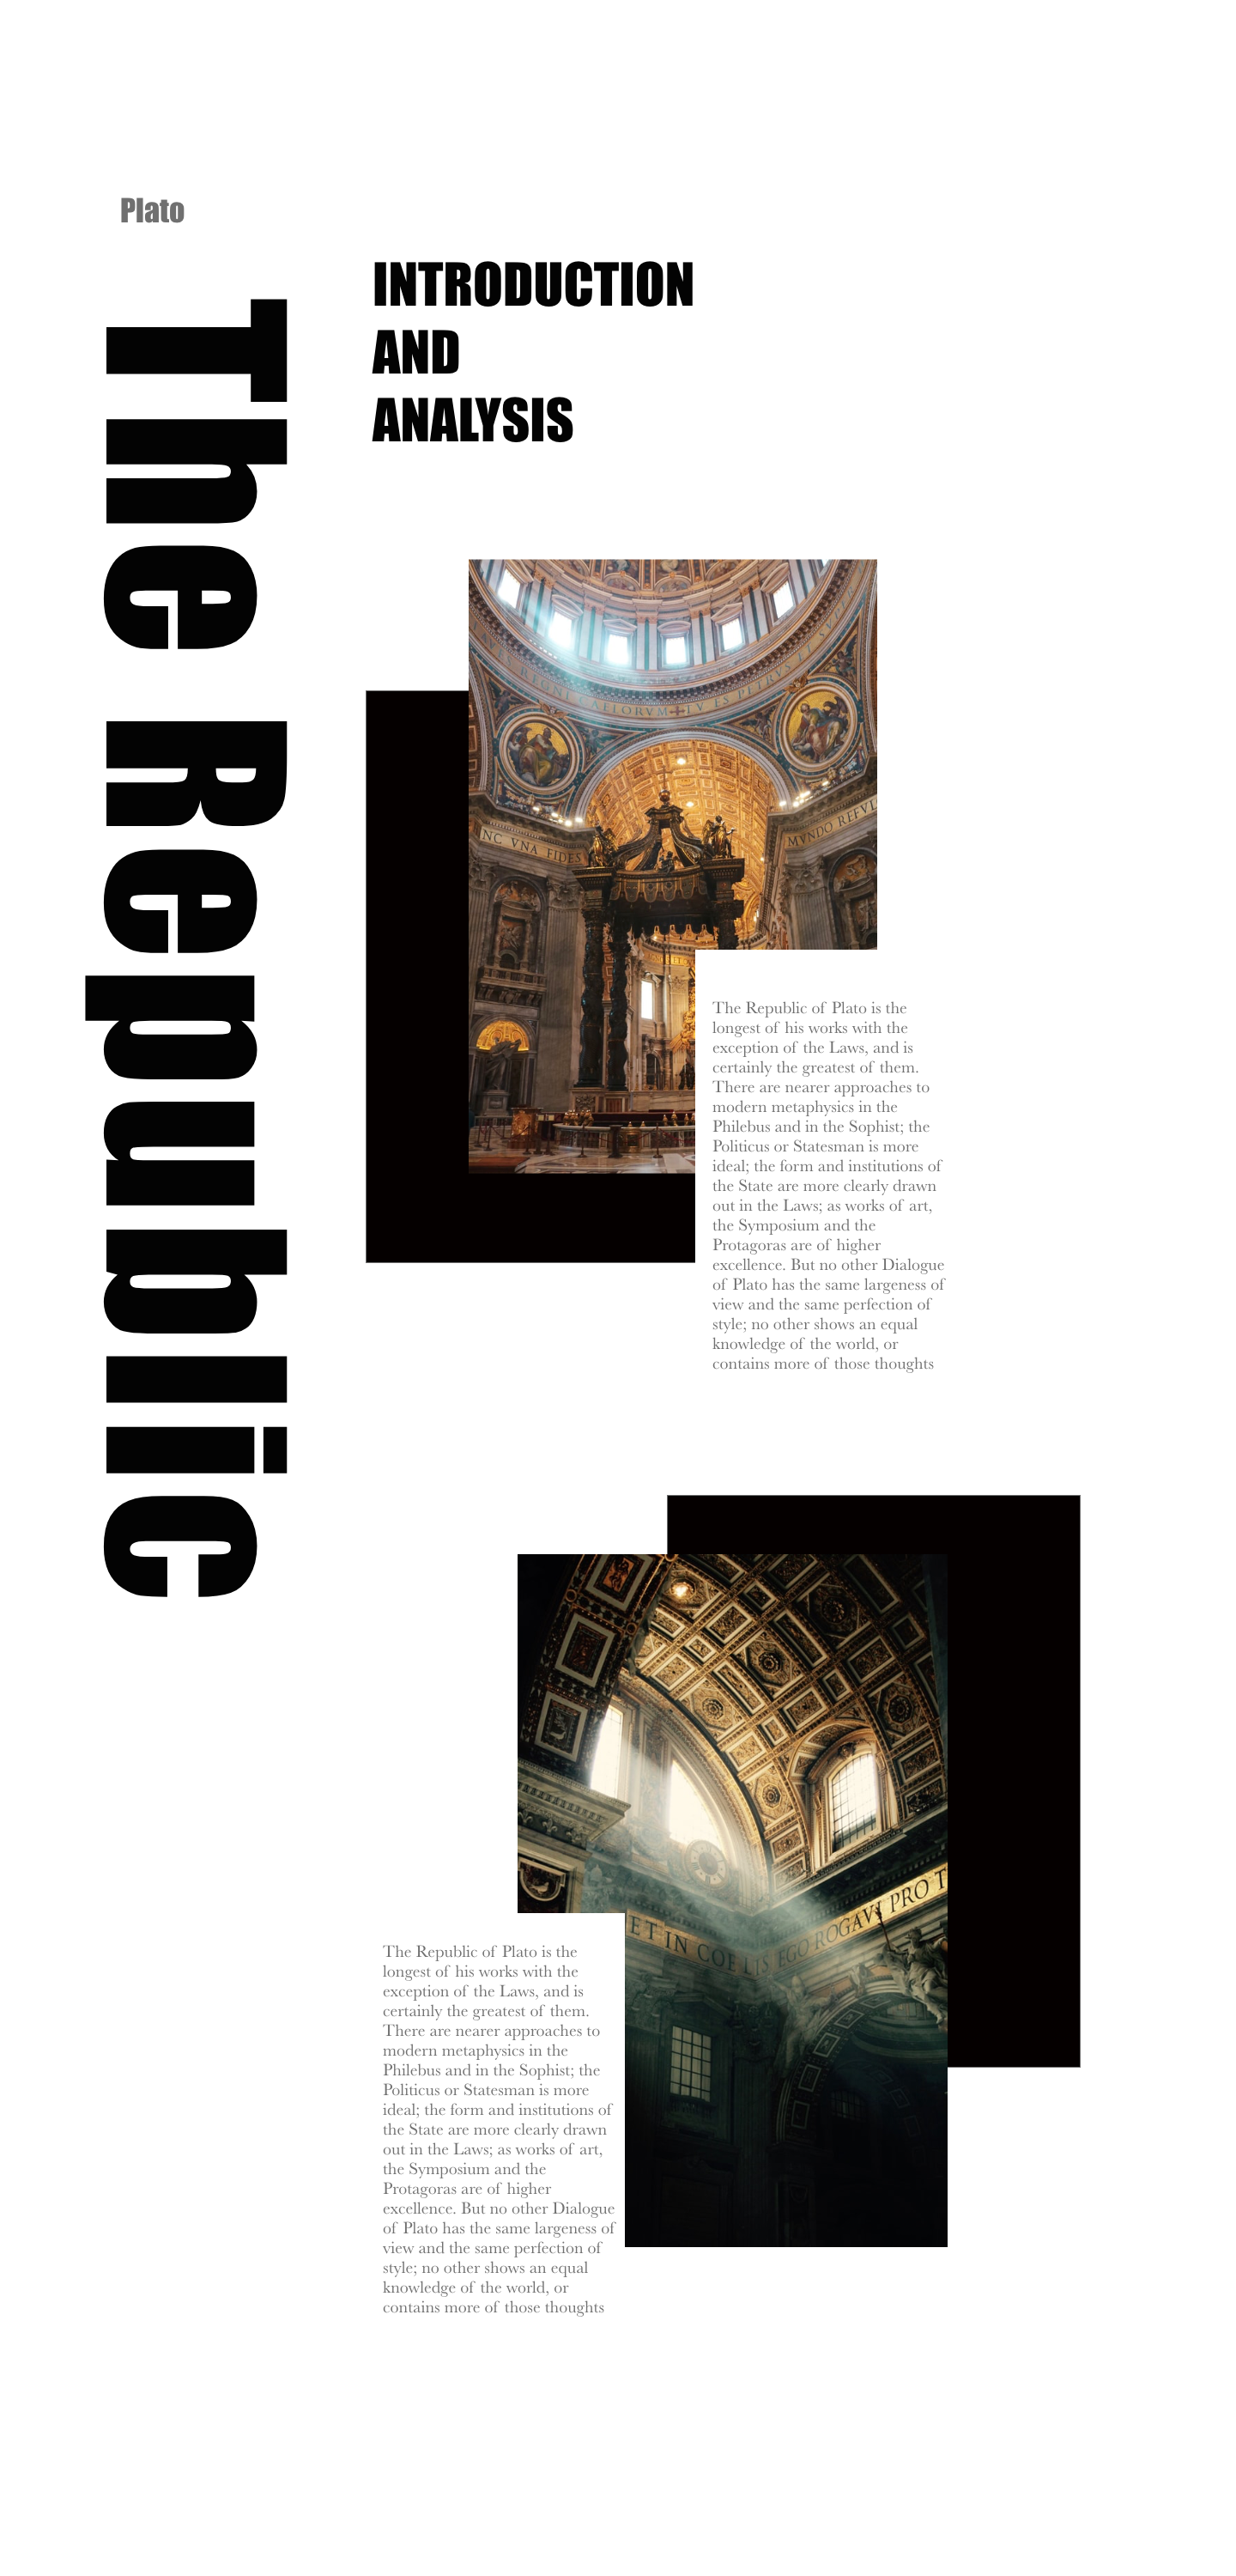 Plato
The Republic
INTRODUCTION
AND
ANALYSIS
REGNI CAELORVM
ES PETRVS ET SV
NC VNA FIDES
MVNDO REFVL
The Republic of Plato is the
longest of his works with the
exception of the Laws, and is
certainly the greatest of them.
There are nearer approaches to
modern metaphysics in the
Philebus and in the Sophist; the
Politicus or Statesman is more
ideal; the form and institutions of
the State are more clearly drawn
out in the Laws; as works of art,
the Symposium and the
Protagoras are of higher
excellence. But no other Dialogue
of Plato has the same largeness of
view and the same perfection of
style; no other shows an equal
knowledge of the world, or
contains more of those thoughts
ET IN COELIS EGO ROGAVI PRO T
The Republic of Plato is the
longest of his works with the
exception of the Laws, and is
certainly the greatest of them.
There are nearer approaches to
modern metaphysics in the
Philebus and in the Sophist; the
Politicus or Statesman is more
ideal; the form and institutions of
the State are more clearly drawn
out in the Laws; as works of art,
the Symposium and the
Protagoras are of higher
excellence. But no other Dialogue
of Plato has the same largeness of
view and the same perfection of
style; no other shows an equal
knowledge of the world, or
contains more of those thoughts